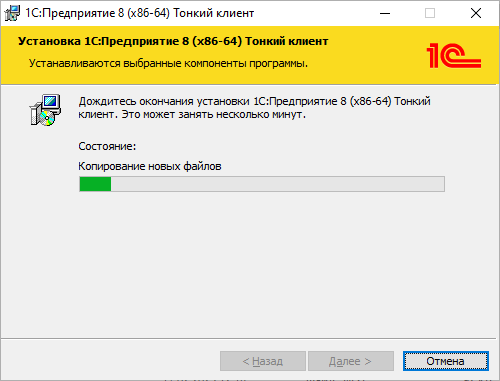 1С:Предприятие 8 (x86-64) Тонкий клиент
Установка 1С:Предприятие 8 (x86-64) Тонкий клиент
Устанавливаются выбранные компоненты программы.
1С
Дождитесь окончания установки 1С:Предприятие 8 (x86-64) Тонкий
клиент. Это может занять несколько минут.
Состояние:
Копирование новых файлов
< Назад
Далее >
Отмена